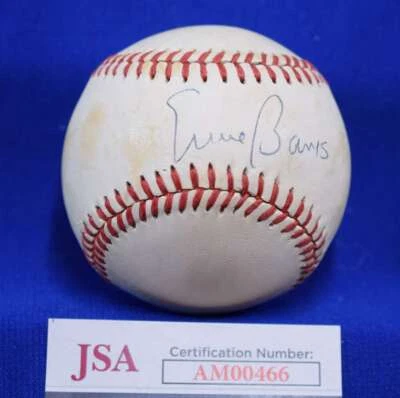 Ernie Banks
JSA Certification Number:
AM00466